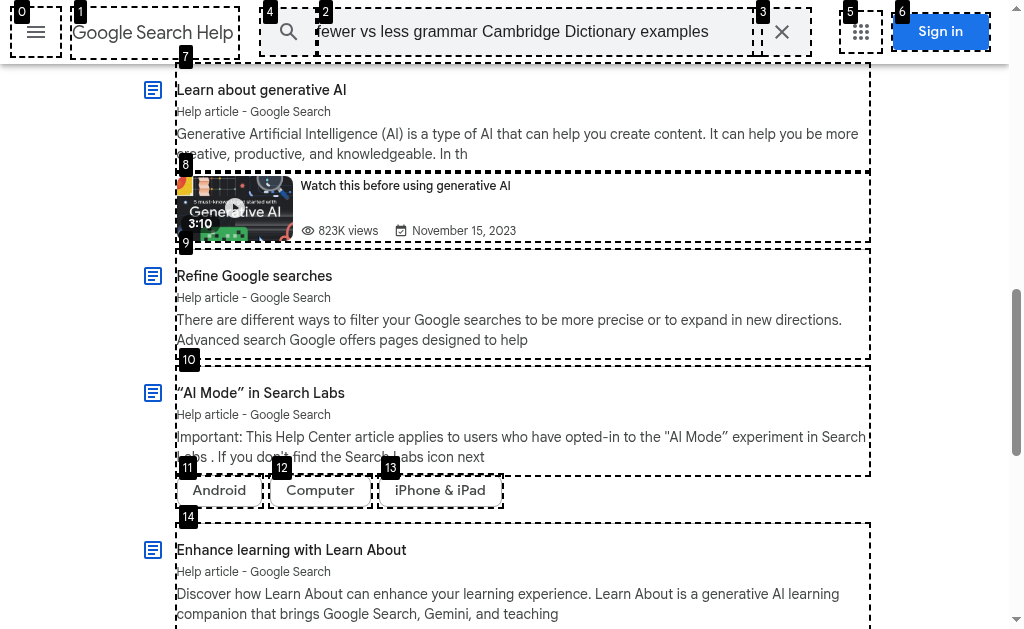 0
1
4
2
3
5
6
Google Search Help
ewer vs less grammar Cambridge Dictionary examples
Sign in
7
Learn about generative AI
Help article - Google Search
Generative Artificial Intelligence (AI) is a type of AI that can help you create content. It can help you be more
creative, productive, and knowledgeable. In th
8
Watch this before using generative AI
5 must-knows get started with
Generative AI
3:10
823K views
November 15, 2023
9
Refine Google searches
Help article - Google Search
There are different ways to filter your Google searches to be more precise or to expand in new directions.
Advanced search Google offers pages designed to help
10
“AI Mode” in Search Labs
Help article - Google Search
Important: This Help Center article applies to users who have opted-in to the "AI Mode” experiment in Search
Labs . If you don't find the Search Labs icon next
11
12
13
Android
Computer
iPhone & iPad
14
Enhance learning with Learn About
Help article - Google Search
Discover how Learn About can enhance your learning experience. Learn About is a generative AI learning
companion that brings Google Search, Gemini, and teaching